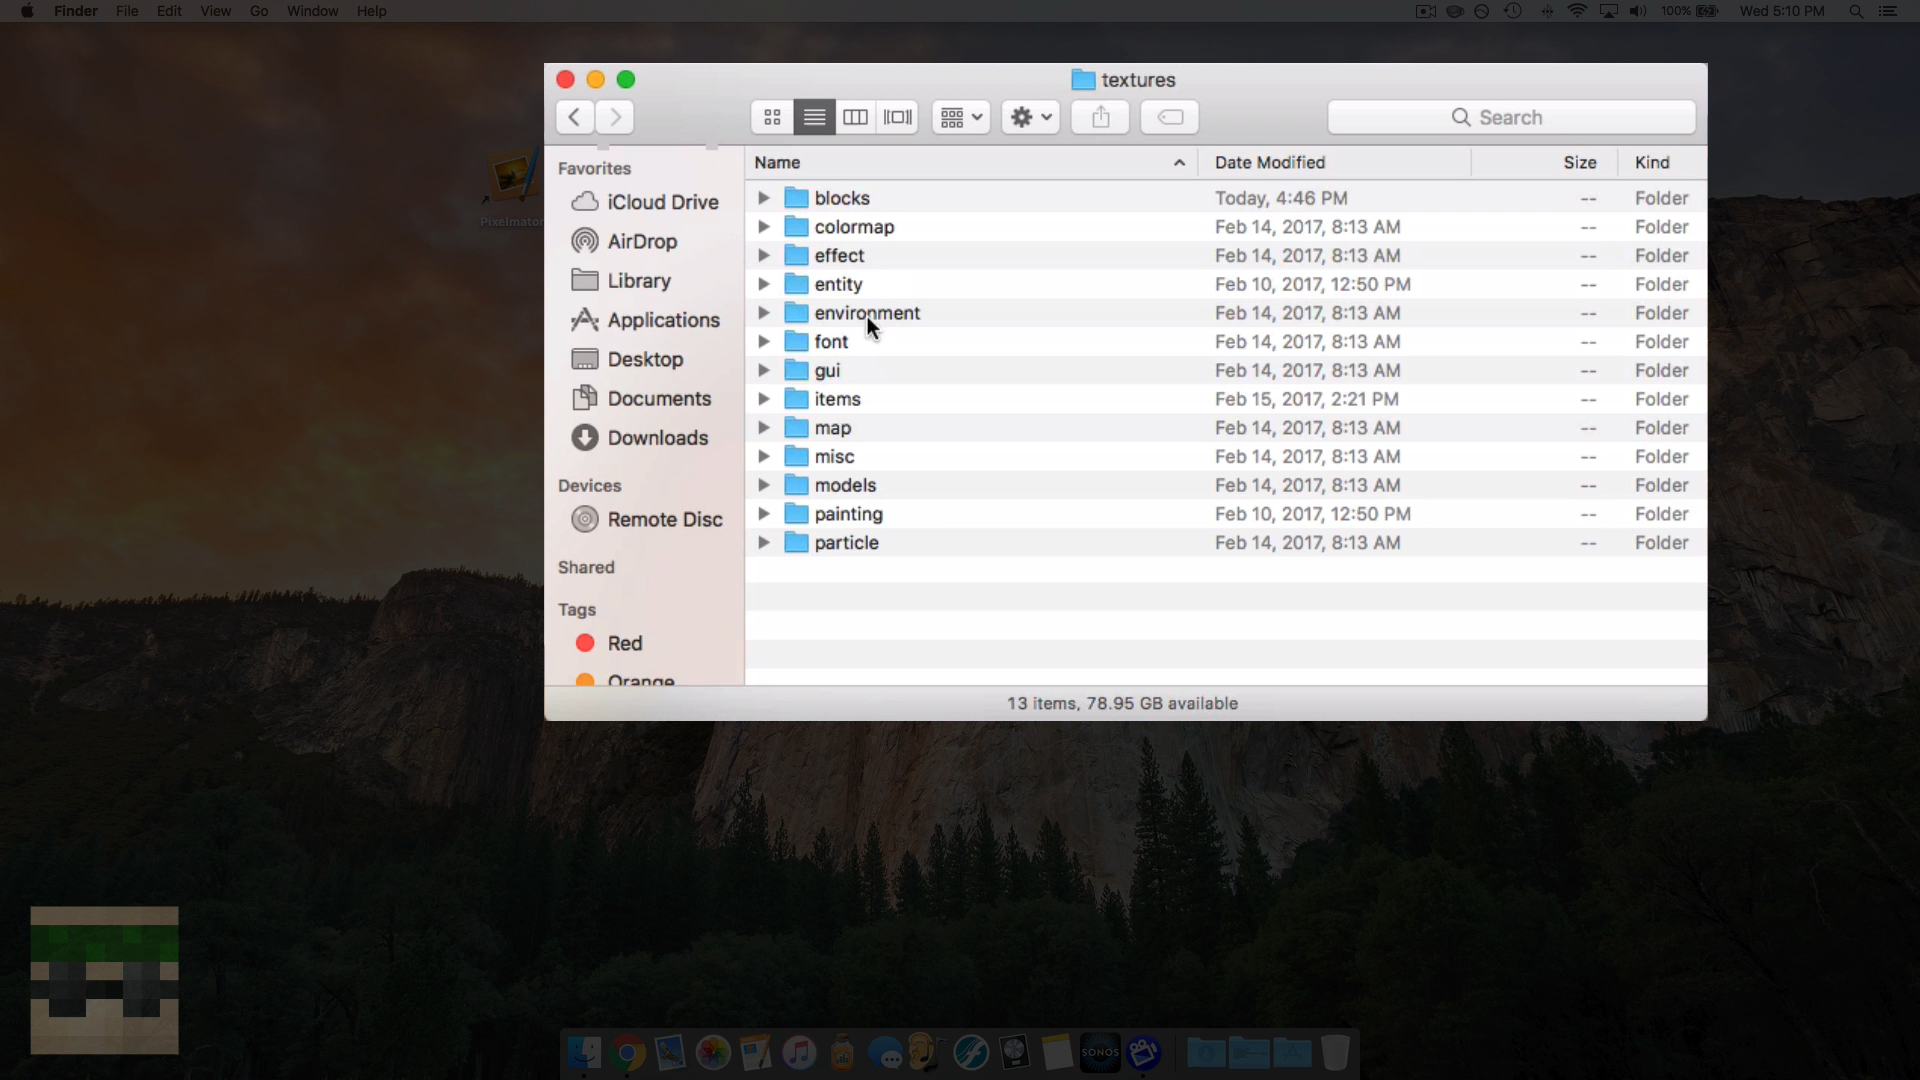 Finder File Edit View Go Window Help 100% Wed 5:10 PM
textures
Search
Pixelmator
Favorites
iCloud Drive
AirDrop
Library
Applications
Desktop
Documents
Downloads
Devices
Remote Disc
Shared
Tags
Red
Orange
Name Date Modified Size Kind
blocks Today, 4:46 PM -- Folder
colormap Feb 14, 2017, 8:13 AM -- Folder
effect Feb 14, 2017, 8:13 AM -- Folder
entity Feb 10, 2017, 12:50 PM -- Folder
environment Feb 14, 2017, 8:13 AM -- Folder
font Feb 14, 2017, 8:13 AM -- Folder
gui Feb 14, 2017, 8:13 AM -- Folder
items Feb 15, 2017, 2:21 PM -- Folder
map Feb 14, 2017, 8:13 AM -- Folder
misc Feb 14, 2017, 8:13 AM -- Folder
models Feb 14, 2017, 8:13 AM -- Folder
painting Feb 10, 2017, 12:50 PM -- Folder
particle Feb 14, 2017, 8:13 AM -- Folder
13 items, 78.95 GB available
SONOS